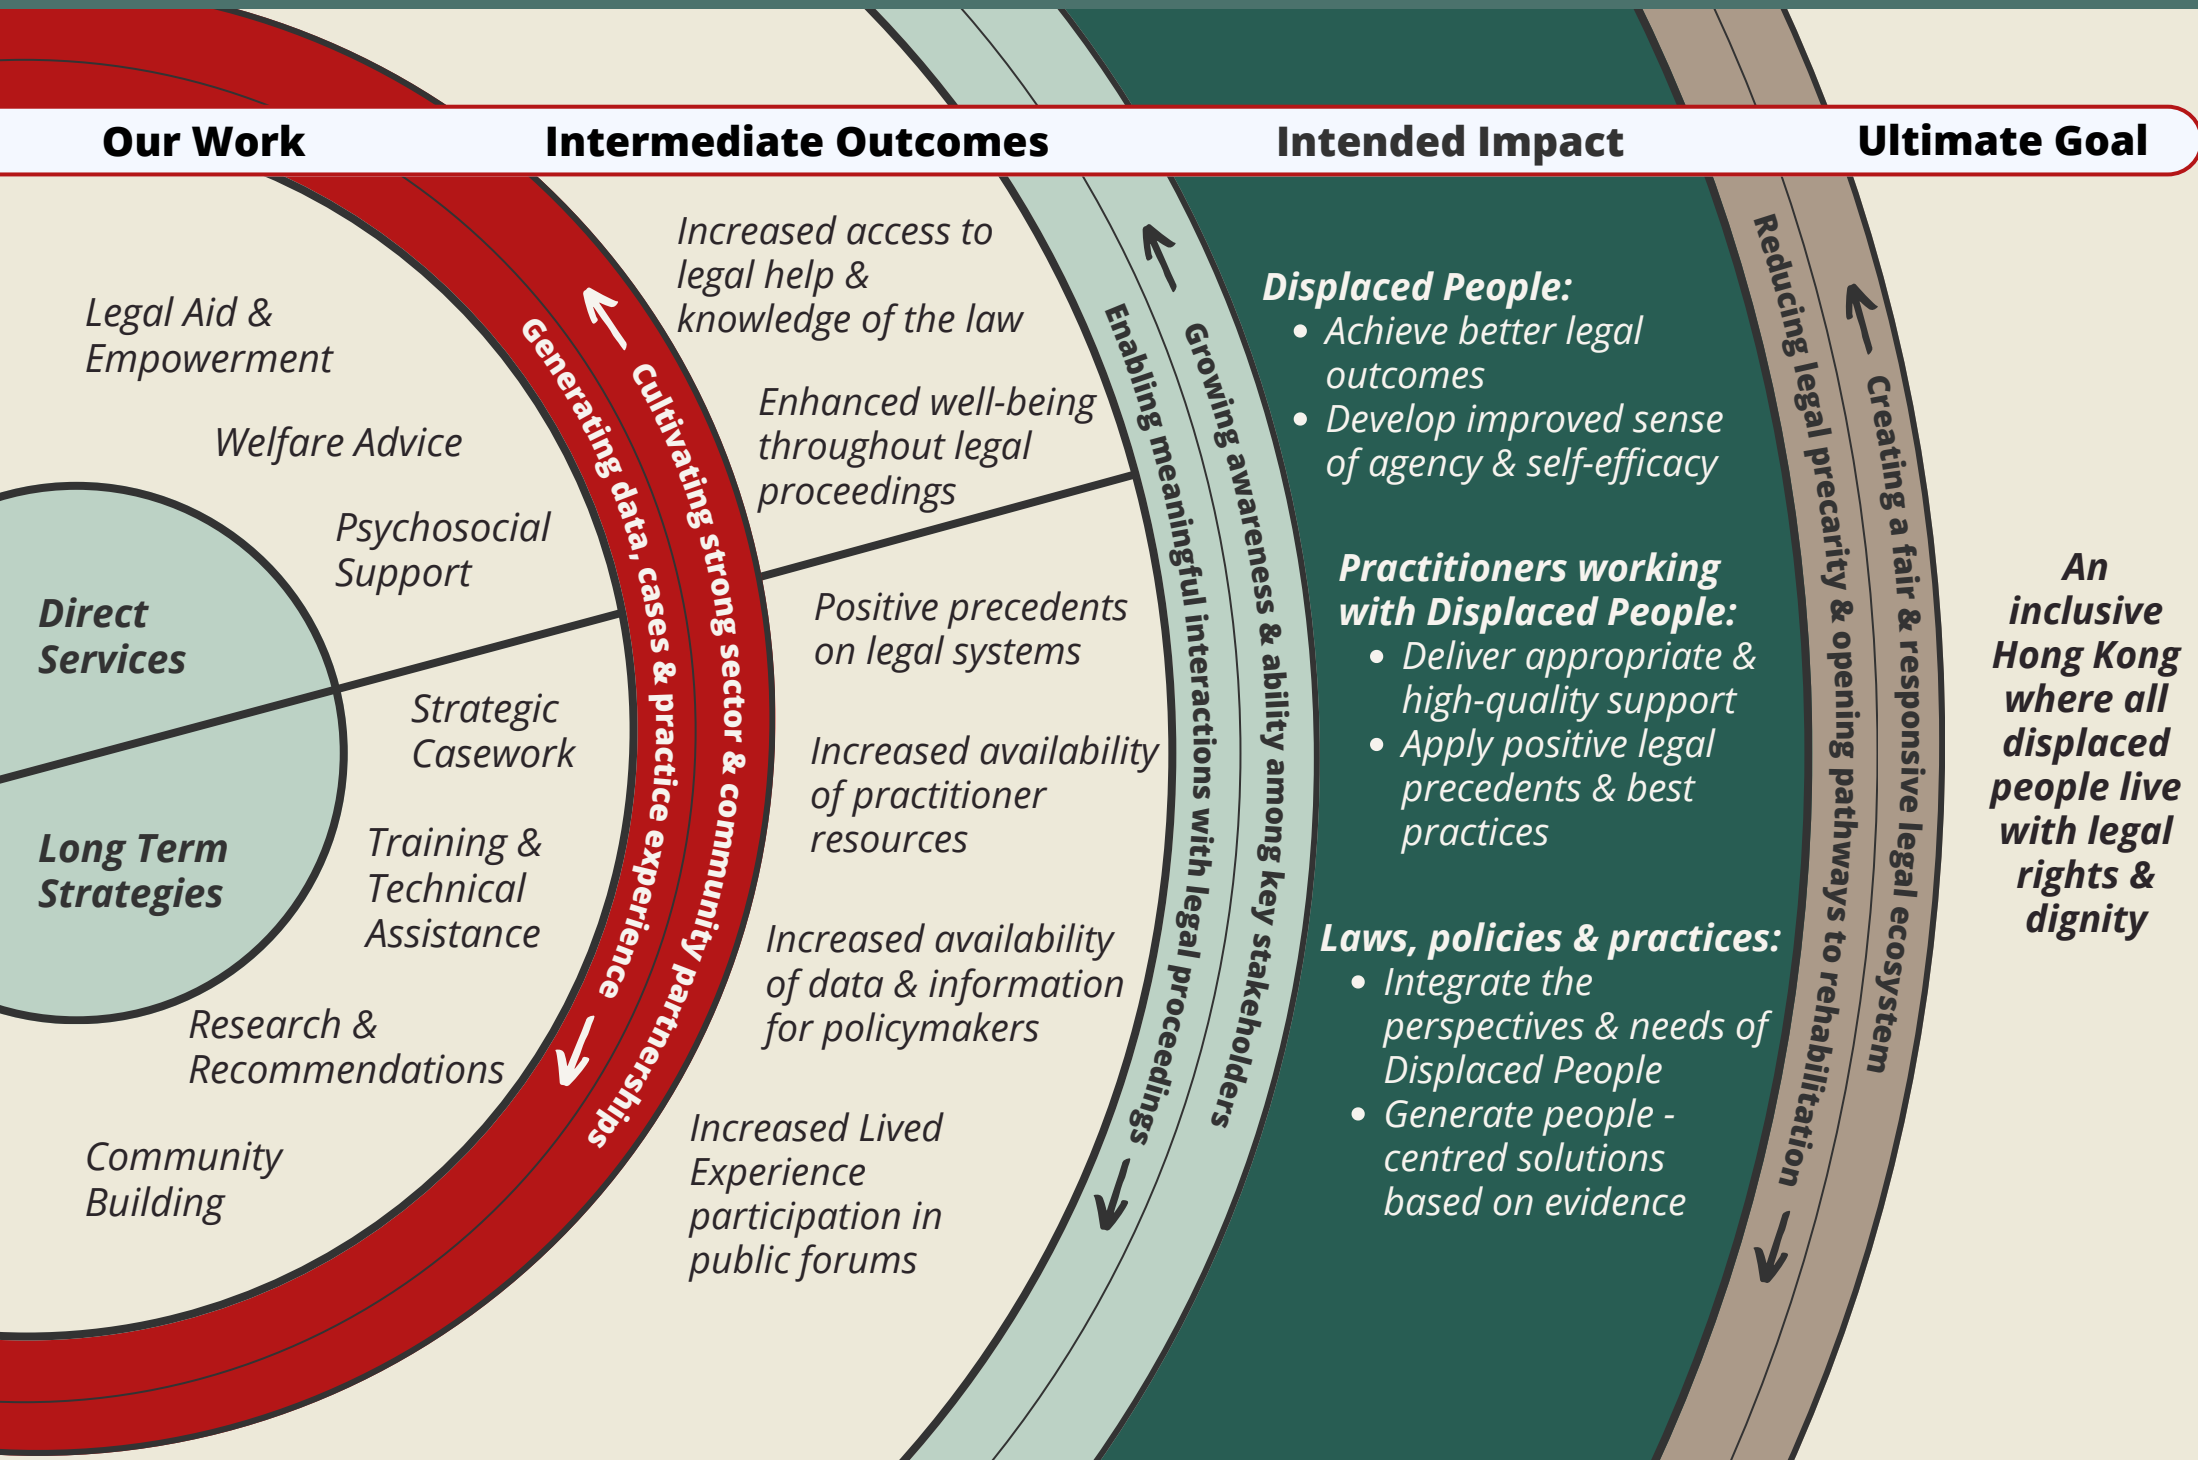 Our Work
Intermediate Outcomes
Intended Impact
Ultimate Goal
Direct
Services
Long Term
Strategies
Legal Aid &
Empowerment
Welfare Advice
Psychosocial
Support
Strategic
Casework
Training &
Technical
Assistance
Research &
Recommendations
Community
Building
Generating data, cases & practice experience
Cultivating strong sector & community partnerships
Increased access to
legal help &
knowledge of the law
Enhanced well-being
throughout legal
proceedings
Positive precedents
on legal systems
Increased availability
of practitioner
resources
Increased availability
of data & information
for policymakers
Increased Lived
Experience
participation in
public forums
Enabling meaningful interactions with legal proceedings
Growing awareness & ability among key stakeholders
Displaced People:
• Achieve better legal
outcomes
• Develop improved sense
of agency & self-efficacy
Practitioners working
with Displaced People:
• Deliver appropriate &
high-quality support
• Apply positive legal
precedents & best
practices
Laws, policies & practices:
• Integrate the
perspectives & needs of
Displaced People
• Generate people -
centred solutions
based on evidence
Reducing legal precarity & opening pathways to rehabilitation
Creating a fair & responsive legal ecosystem
An
inclusive
Hong Kong
where all
displaced
people live
with legal
rights &
dignity